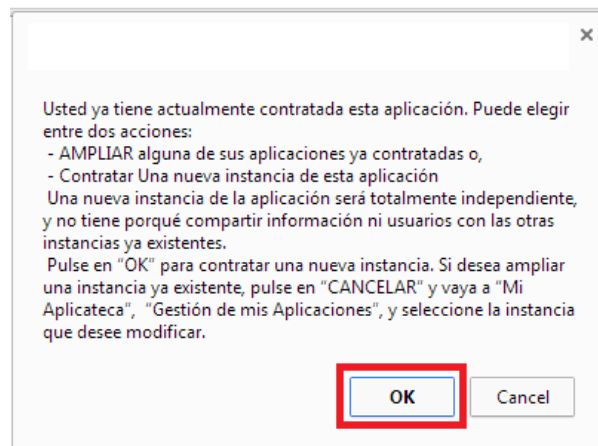 Usted ya tiene actualmente contratada esta aplicación. Puede elegir
entre dos acciones:
- AMPLIAR alguna de sus aplicaciones ya contratadas o,
- Contratar Una nueva instancia de esta aplicación
Una nueva instancia de la aplicación será totalmente independiente,
y no tiene porqué compartir información ni usuarios con las otras
instancias ya existentes.
Pulse en "OK" para contratar una nueva instancia. Si desea ampliar
una instancia ya existente, pulse en "CANCELAR" y vaya a "Mi
Aplicateca", "Gestión de mis Aplicaciones", y seleccione la instancia
que desee modificar.
OK Cancel